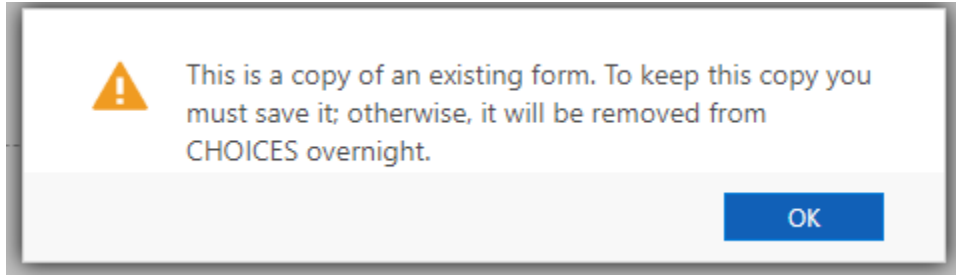 This is a copy of an existing form. To keep this copy you
must save it; otherwise, it will be removed from
CHOICES overnight.
OK